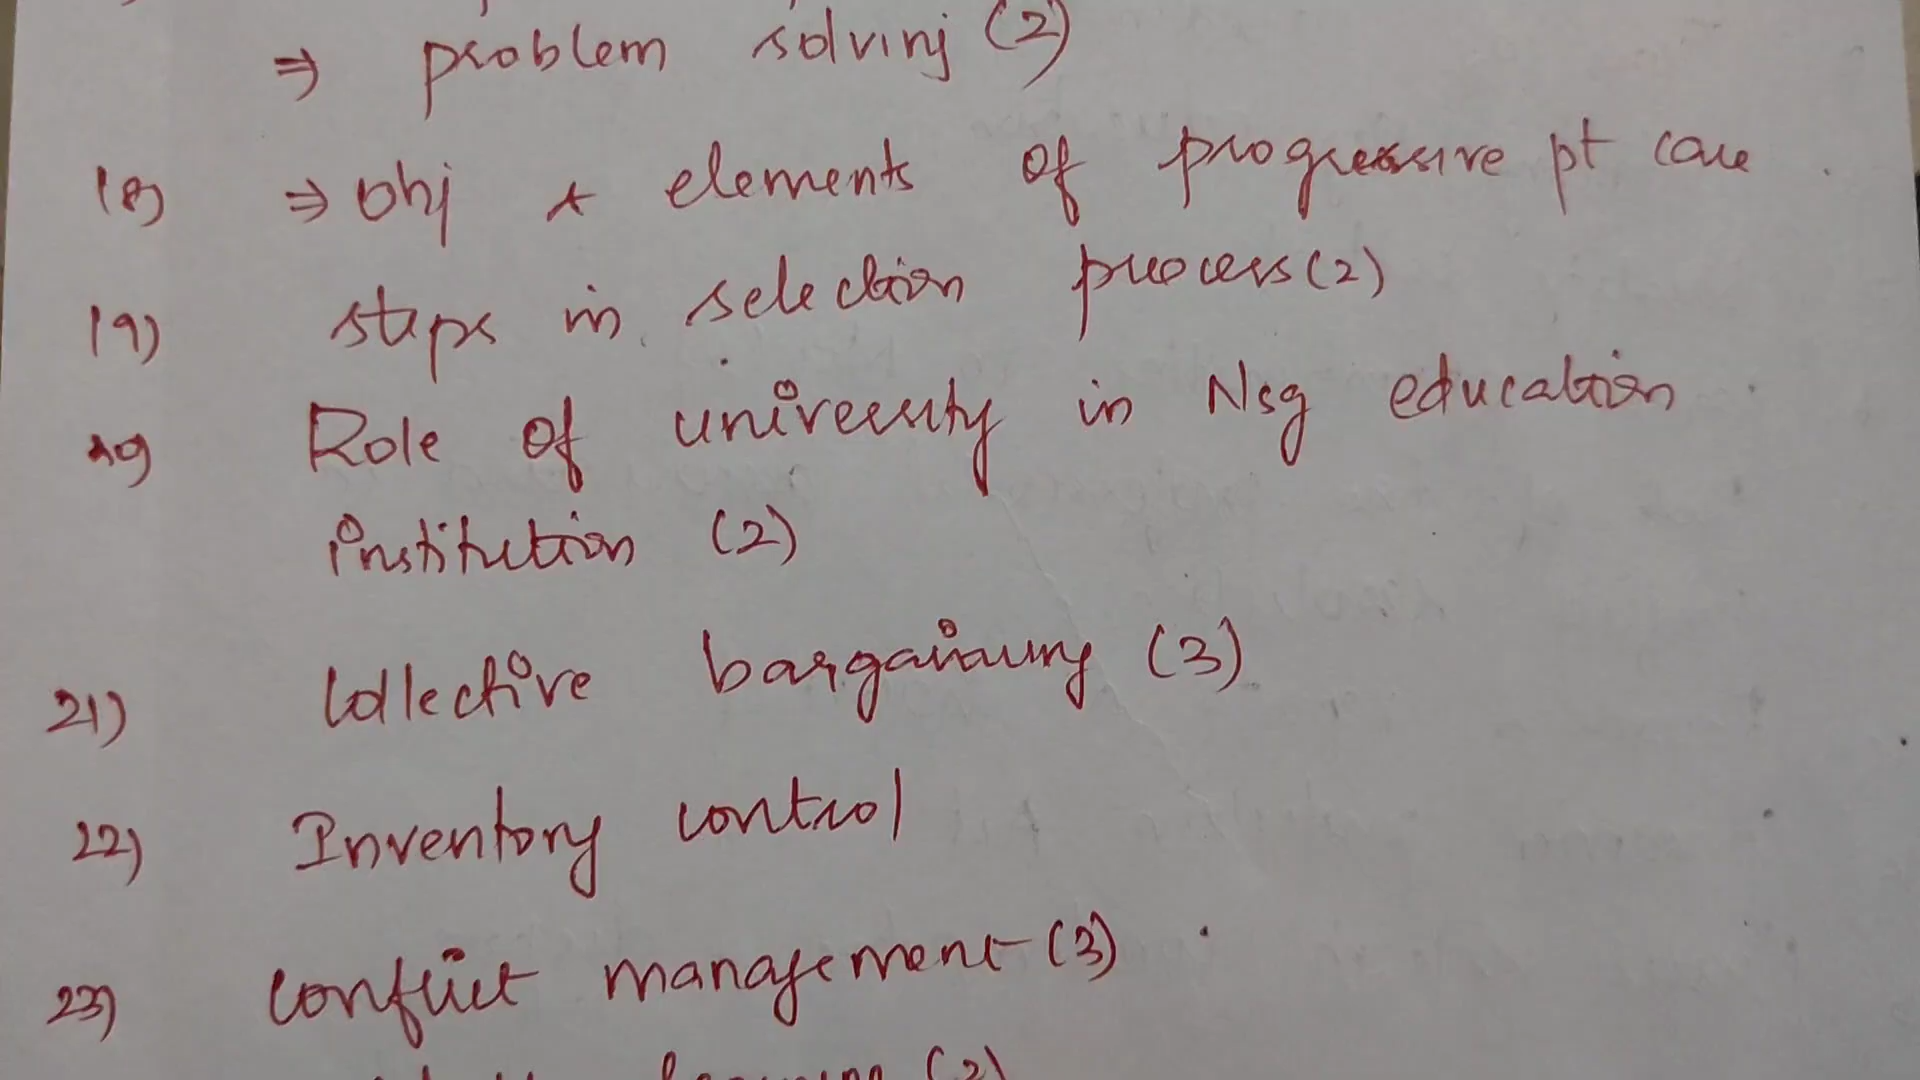 ⇒ problem solving (2)
18) ⇒ obj & elements of progressive pt care
19) steps in selection process (2)
20) Role of university in Nsg education
institution (2)
21) Collective bargaining (3)
22) Inventory control
23) conflict management (3)
(2)